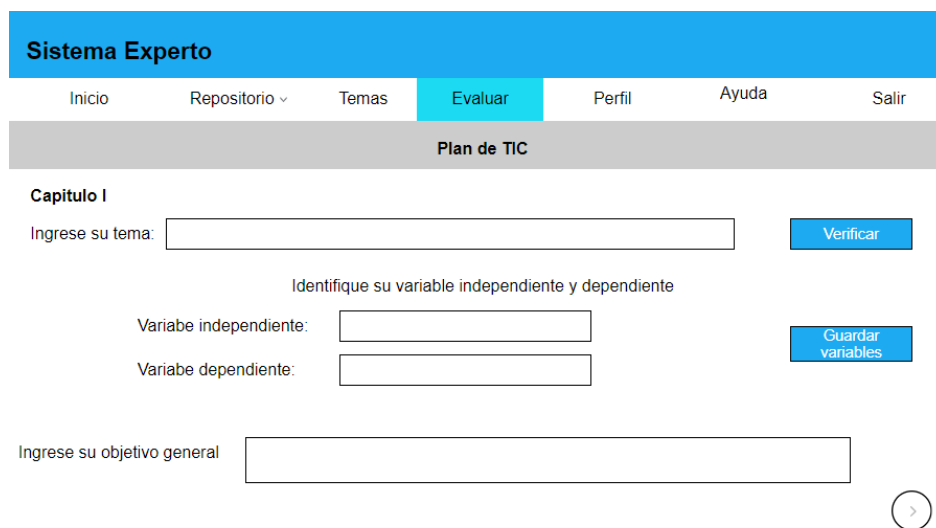 Sistema Experto
Inicio Repositorio Temas Evaluar Perfil Ayuda Salir
Plan de TIC
Capitulo I
Ingrese su tema: Verificar
Identifique su variable independiente y dependiente
Variabe independiente:
Guardar
variables
Variabe dependiente:
Ingrese su objetivo general